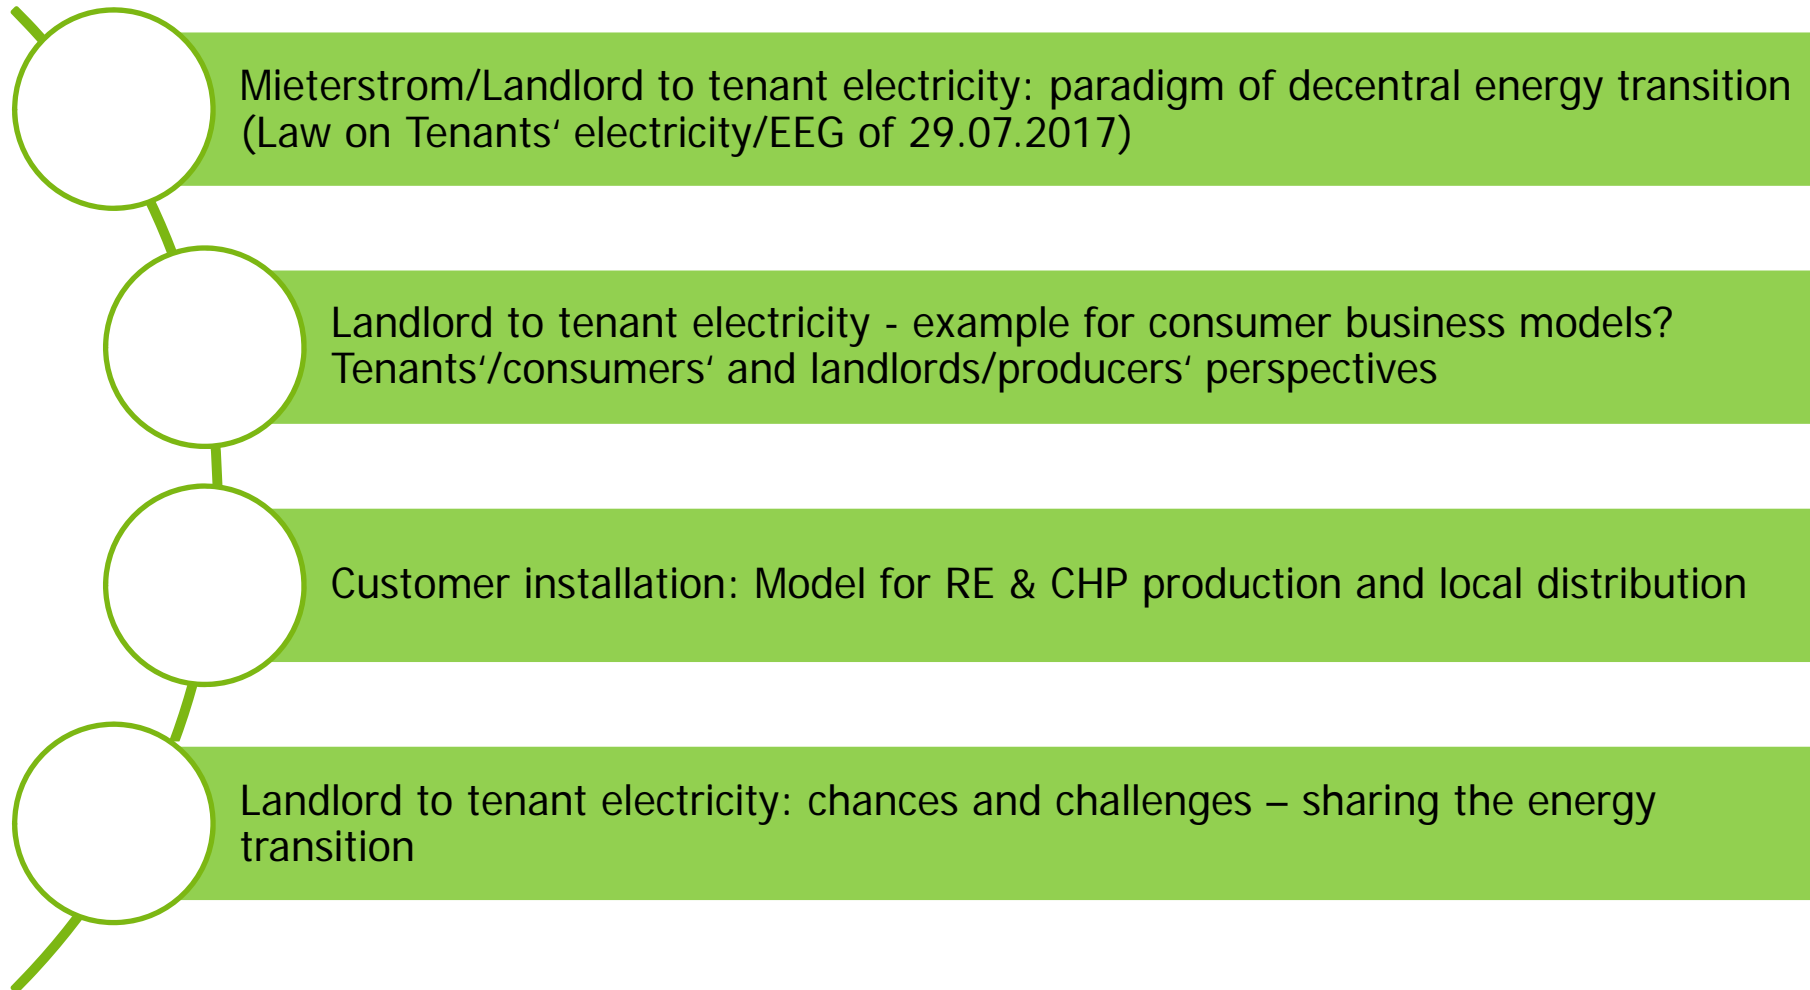 Mieterstrom/Landlord to tenant electricity: paradigm of decentral energy transition
(Law on Tenants‘ electricity/EEG of 29.07.2017)
Landlord to tenant electricity - example for consumer business models?
Tenants‘/consumers‘ and landlords/producers‘ perspectives
Customer installation: Model for RE & CHP production and local distribution
Landlord to tenant electricity: chances and challenges – sharing the energy
transition